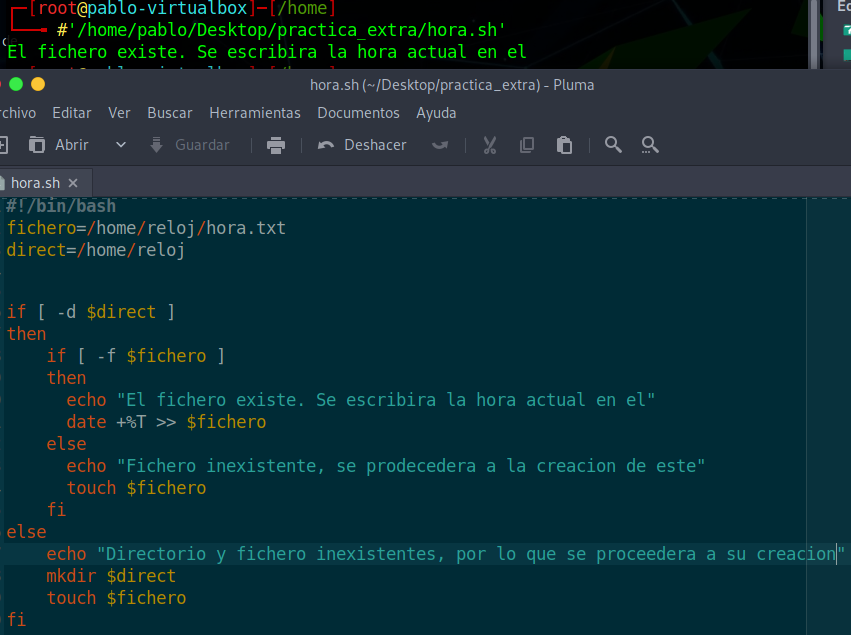 [root@pablo-virtualbox]─[/home]
#'/home/pablo/Desktop/practica_extra/hora.sh'
El fichero existe. Se escribira la hora actual en el
hora.sh (~/Desktop/practica_extra) - Pluma
rchivo Editar Ver Buscar Herramientas Documentos Ayuda
Abrir Guardar Deshacer
hora.sh ×
#!/bin/bash
fichero=/home/reloj/hora.txt
direct=/home/reloj
if [ -d $direct ]
then
if [ -f $fichero ]
then
echo "El fichero existe. Se escribira la hora actual en el"
date +%T >> $fichero
else
echo "Fichero inexistente, se prodecedera a la creacion de este"
touch $fichero
fi
else
echo "Directorio y fichero inexistentes, por lo que se proceedera a su creacion"
mkdir $direct
touch $fichero
fi